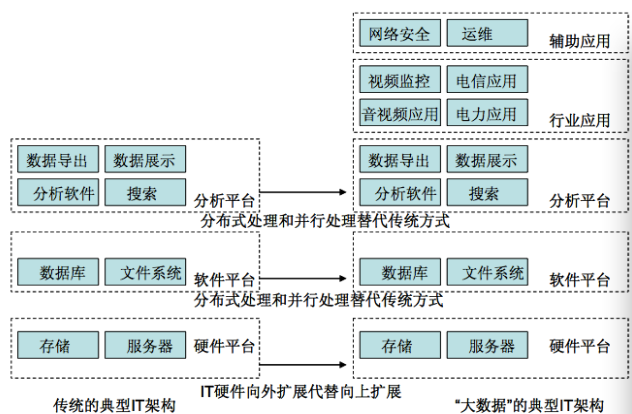 网络安全 运维 辅助应用
视频监控 电信应用
音视频应用 电力应用 行业应用
数据导出 数据展示 数据导出 数据展示
分析软件 搜索 分析平台 分析软件 搜索 分析平台
分布式处理和并行处理替代传统方式
数据库 文件系统 软件平台 数据库 文件系统 软件平台
分布式处理和并行处理替代传统方式
存储 服务器 硬件平台 存储 服务器 硬件平台
IT硬件向外扩展代替向上扩展
传统的典型IT架构 “大数据”的典型IT架构